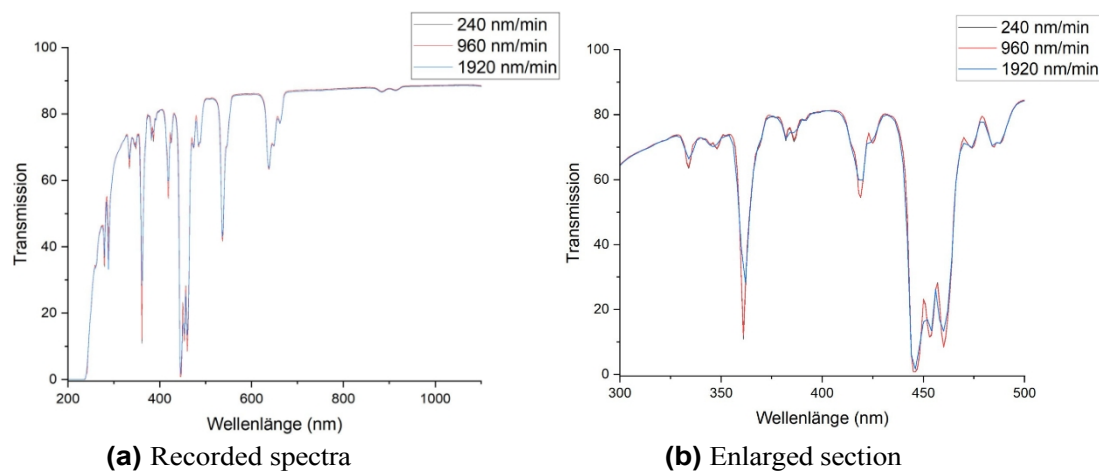 240 nm/min
960 nm/min
1920 nm/min
100
80
60
40
20
0
Transmission
200 400 600 800 1000
Wellenlänge (nm)
(a) Recorded spectra
240 nm/min
960 nm/min
1920 nm/min
100
80
60
40
20
0
Transmission
300 350 400 450 500
Wellenlänge (nm)
(b) Enlarged section